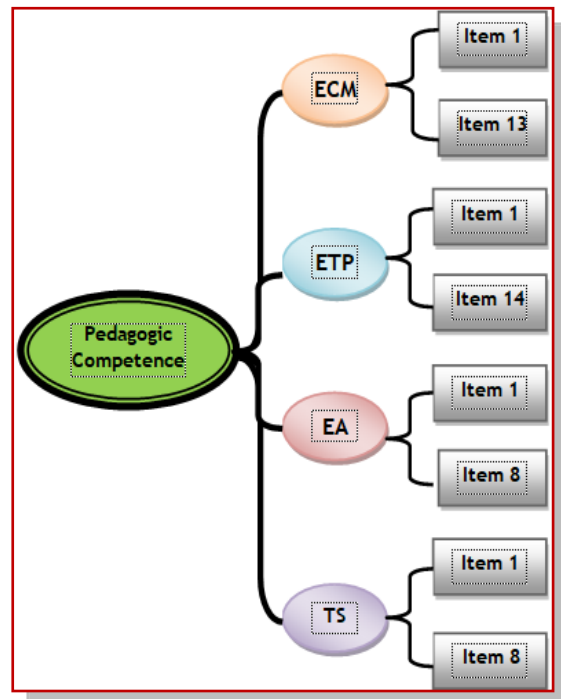 Item 1
ECM
Item 13
Item 1
ETP
Item 14
Pedagogic
Competence
Item 1
EA
Item 8
Item 1
TS
Item 8